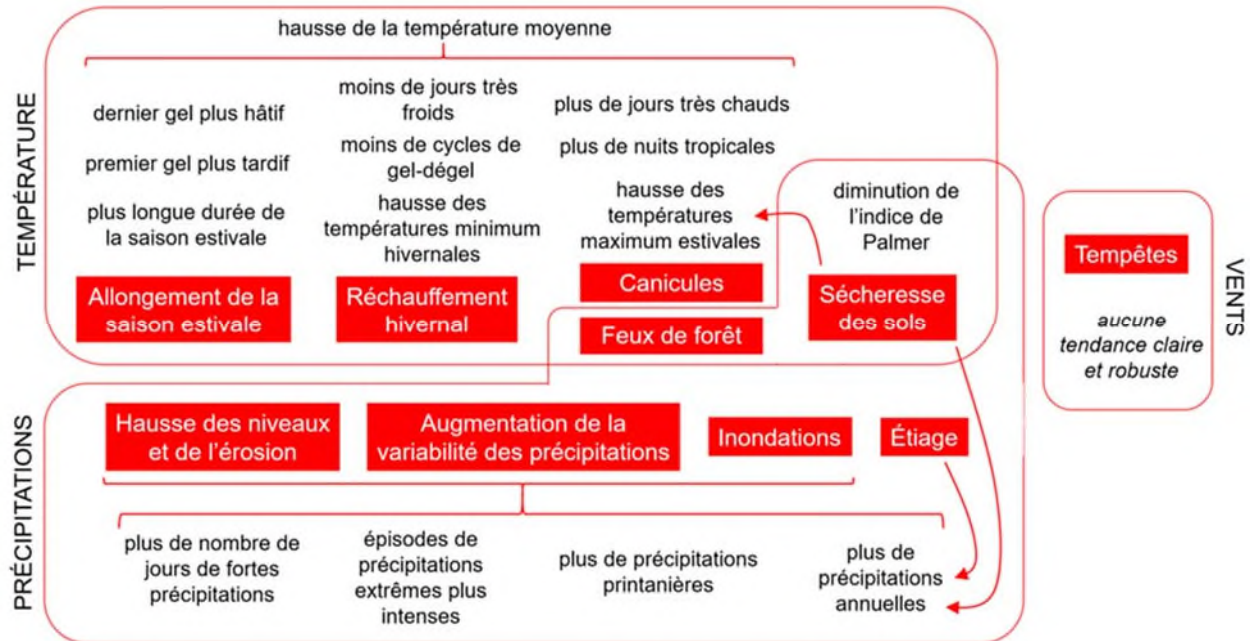 TEMPÉRATURE
hausse de la température moyenne
dernier gel plus hâtif
premier gel plus tardif
plus longue durée de
la saison estivale
Allongement de la
saison estivale
moins de jours très
froids
moins de cycles de
gel-dégel
hausse des
températures minimum
hivernales
Réchauffement
hivernal
plus de jours très chauds
plus de nuits tropicales
hausse des
températures
maximum estivales
Canicules
Feux de forêt
diminution de
l'indice de
Palmer
Sécheresse
des sols
VENTS
Tempêtes
aucune
tendance claire
et robuste
PRÉCIPITATIONS
Hausse des niveaux
et de l'érosion
Augmentation de la
variabilité des précipitations
Inondations
Étiage
plus de nombre de
jours de fortes
précipitations
épisodes de
précipitations
extrêmes plus
intenses
plus de précipitations
printanières
plus de
précipitations
annuelles